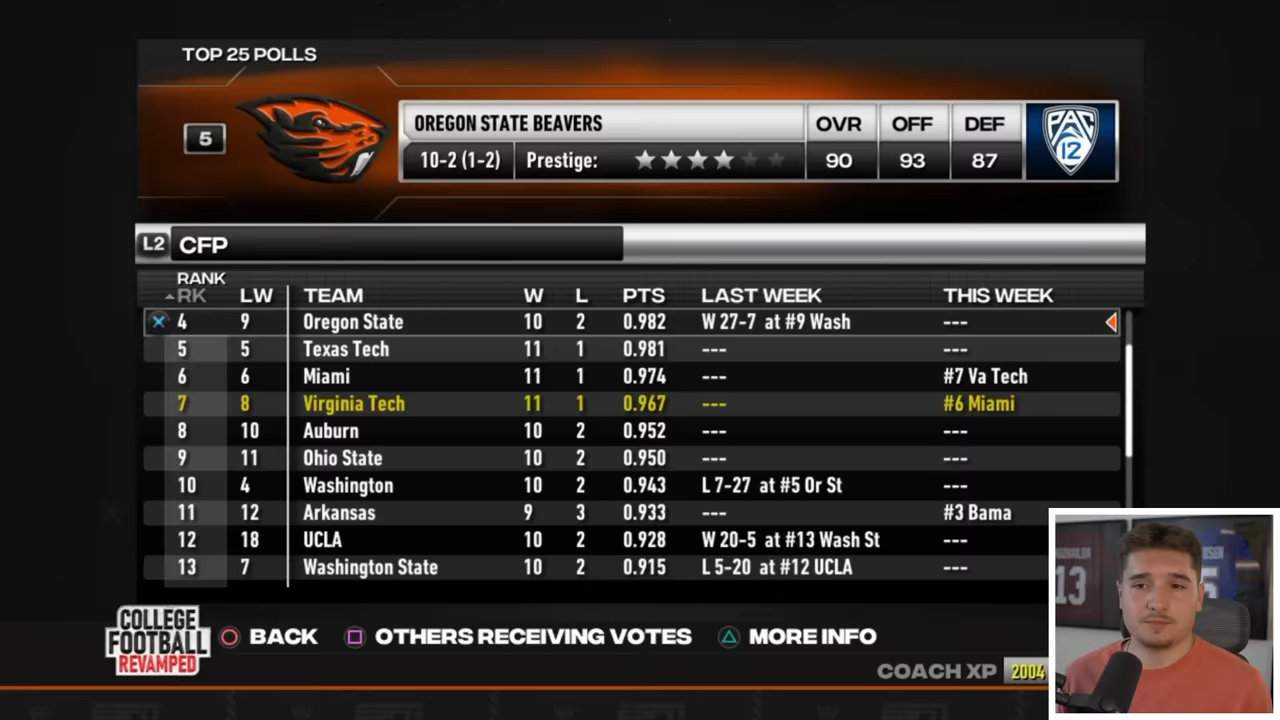 TOP 25 POLLS
5
OREGON STATE BEAVERS
OVR OFF DEF
10-2 (1-2) Prestige: 90 93 87
PAC 12
L2 CFP
RANK
RK LW TEAM W L PTS LAST WEEK THIS WEEK
4 9 Oregon State 10 2 0.982 W 27-7 at #9 Wash ---
5 5 Texas Tech 11 1 0.981 --- ---
6 6 Miami 11 1 0.974 --- #7 Va Tech
7 8 Virginia Tech 11 1 0.967 --- #6 Miami
8 10 Auburn 10 2 0.952 --- ---
9 11 Ohio State 10 2 0.950 --- ---
10 4 Washington 10 2 0.943 L 7-27 at #5 Or St ---
11 12 Arkansas 9 3 0.933 --- #3 Bama
12 18 UCLA 10 2 0.928 W 20-5 at #13 Wash St ---
13 7 Washington State 10 2 0.915 L 5-20 at #12 UCLA ---
13
COLLEGE
FOOTBALL
REVAMPED
BACK OTHERS RECEIVING VOTES MORE INFO
COACH XP 2004